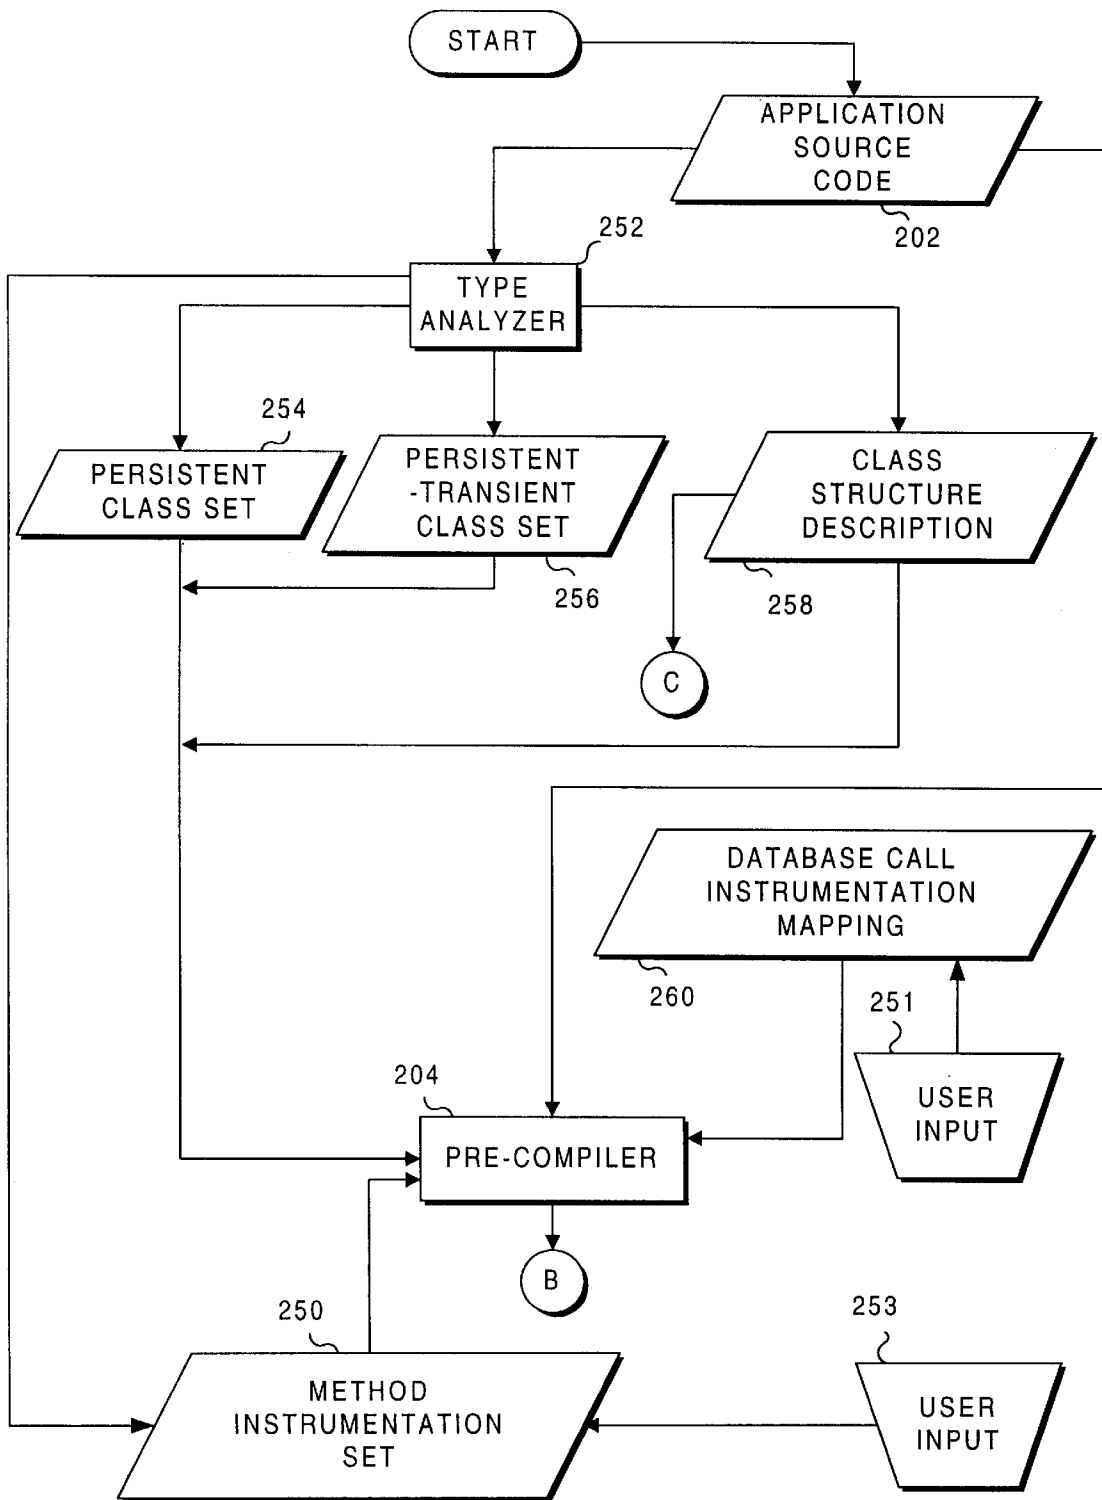 START
APPLICATION
SOURCE
CODE
202
252
TYPE
ANALYZER
254
PERSISTENT
CLASS SET
PERSISTENT
-TRANSIENT
CLASS SET
256
CLASS
STRUCTURE
DESCRIPTION
258
C
DATABASE CALL
INSTRUMENTATION
MAPPING
260
251
USER
INPUT
204
PRE-COMPILER
B
250
METHOD
INSTRUMENTATION
SET
253
USER
INPUT